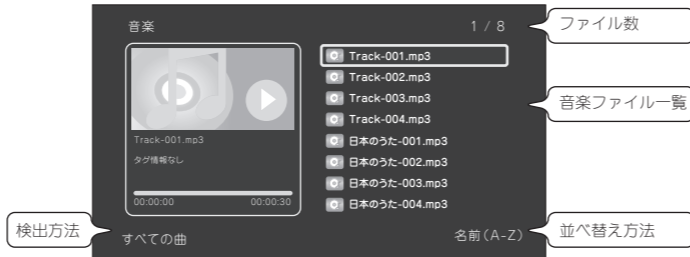 音楽
1 / 8
ファイル数
Track-001.mp3
Track-002.mp3
Track-003.mp3
Track-004.mp3
日本のうた-001.mp3
日本のうた-002.mp3
日本のうた-003.mp3
日本のうた-004.mp3
音楽ファイル一覧
Track-001.mp3
タグ情報なし
00:00:00
00:00:30
検出方法
すべての曲
名前(A-Z)
並べ替え方法